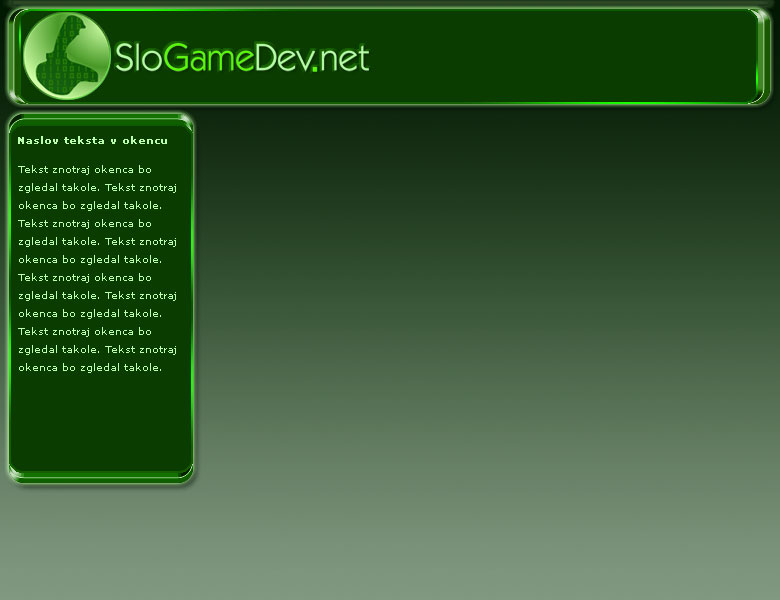 SloGameDev.net
Naslov teksta v okencu
Tekst znotraj okenca bo
zgledal takole. Tekst znotraj
okenca bo zgledal takole.
Tekst znotraj okenca bo
zgledal takole. Tekst znotraj
okenca bo zgledal takole.
Tekst znotraj okenca bo
zgledal takole. Tekst znotraj
okenca bo zgledal takole.
Tekst znotraj okenca bo
zgledal takole. Tekst znotraj
okenca bo zgledal takole.